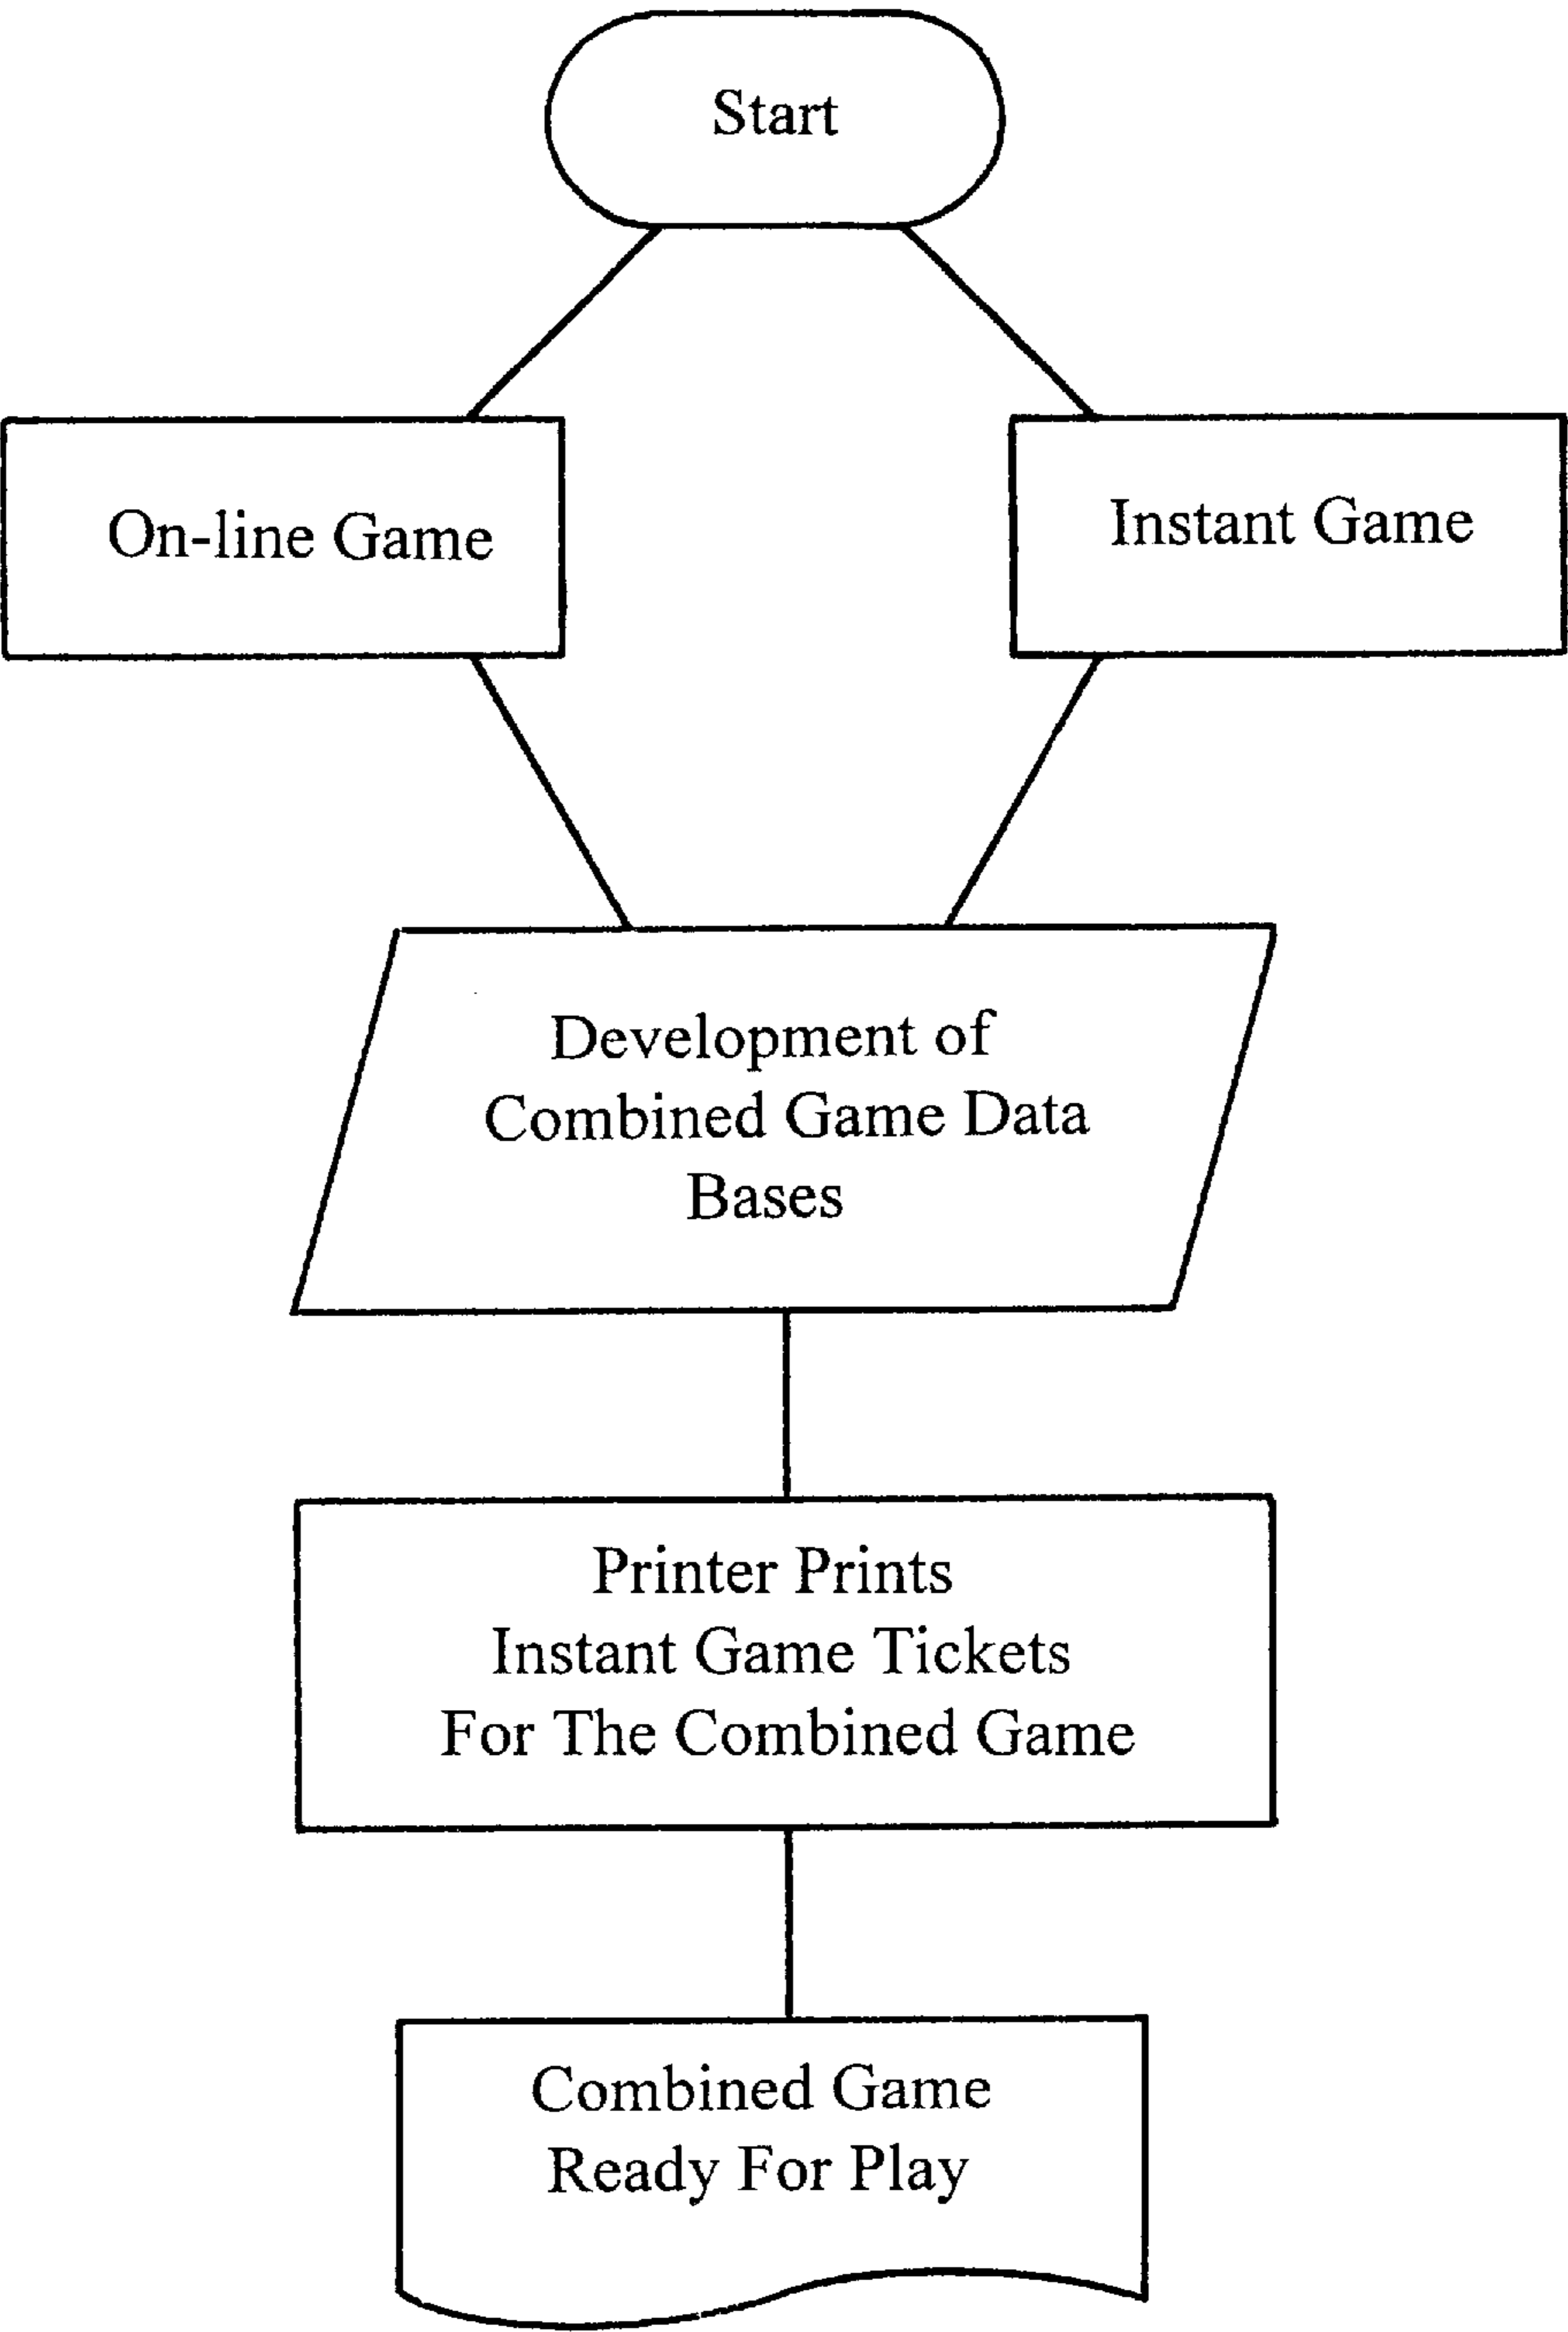 Start
On-line Game
Instant Game
Development of
Combined Game Data
Bases
Printer Prints
Instant Game Tickets
For The Combined Game
Combined Game
Ready For Play